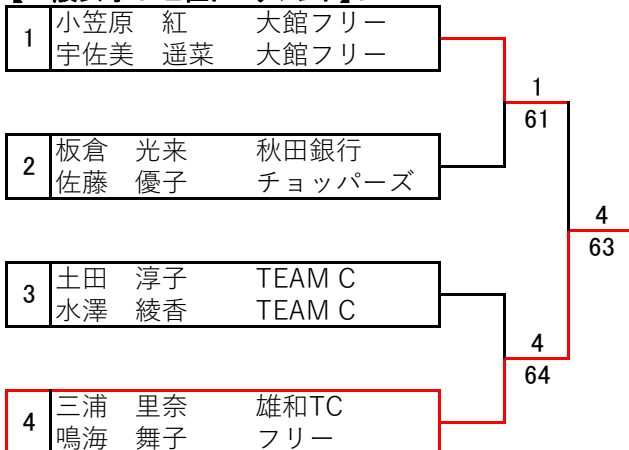 1 小笠原 紅 大館フリー
宇佐美 遥菜 大館フリー
1
61
2 板倉 光来 秋田銀行
佐藤 優子 チョッパーズ
4
63
3 土田 淳子 TEAM C
水澤 綾香 TEAM C
4
64
4 三浦 里奈 雄和TC
鳴海 舞子 フリー